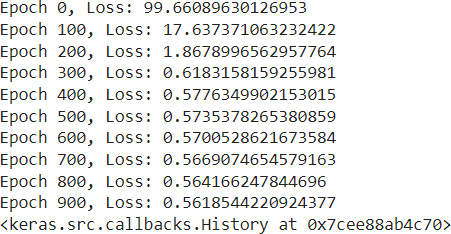 Epoch 0, Loss: 99.66089630126953
Epoch 100, Loss: 17.637371063232422
Epoch 200, Loss: 1.8678996562957764
Epoch 300, Loss: 0.6183158159255981
Epoch 400, Loss: 0.5776349902153015
Epoch 500, Loss: 0.5735378265380859
Epoch 600, Loss: 0.5700528621673584
Epoch 700, Loss: 0.5669074654579163
Epoch 800, Loss: 0.564166247844696
Epoch 900, Loss: 0.5618544220924377
<keras.src.callbacks.History at 0x7cee88ab4c70>